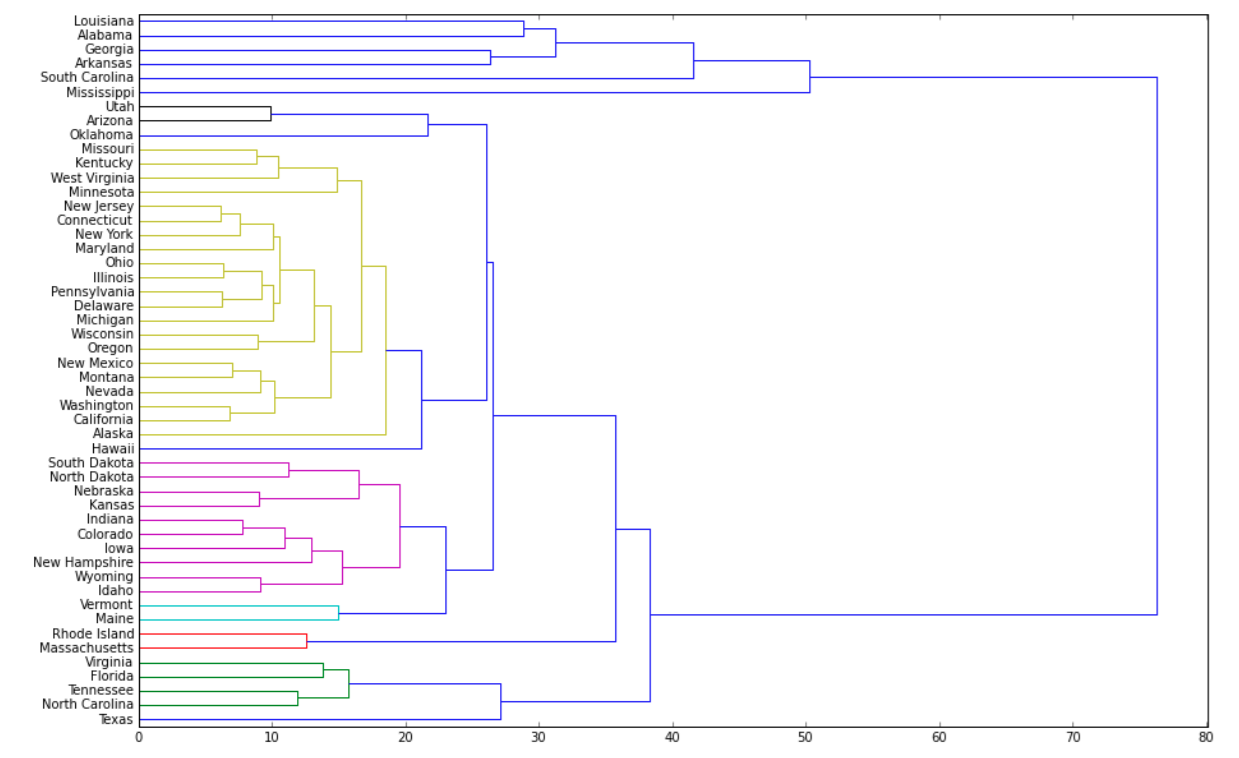 Louisiana
Alabama
Georgia
Arkansas
South Carolina
Mississippi
Utah
Arizona
Oklahoma
Missouri
Kentucky
West Virginia
Minnesota
New Jersey
Connecticut
New York
Maryland
Ohio
Illinois
Pennsylvania
Delaware
Michigan
Wisconsin
Oregon
New Mexico
Montana
Nevada
Washington
California
Alaska
Hawaii
South Dakota
North Dakota
Nebraska
Kansas
Indiana
Colorado
Iowa
New Hampshire
Wyoming
Idaho
Vermont
Maine
Rhode Island
Massachusetts
Virginia
Florida
Tennessee
North Carolina
Texas
0 10 20 30 40 50 60 70 80